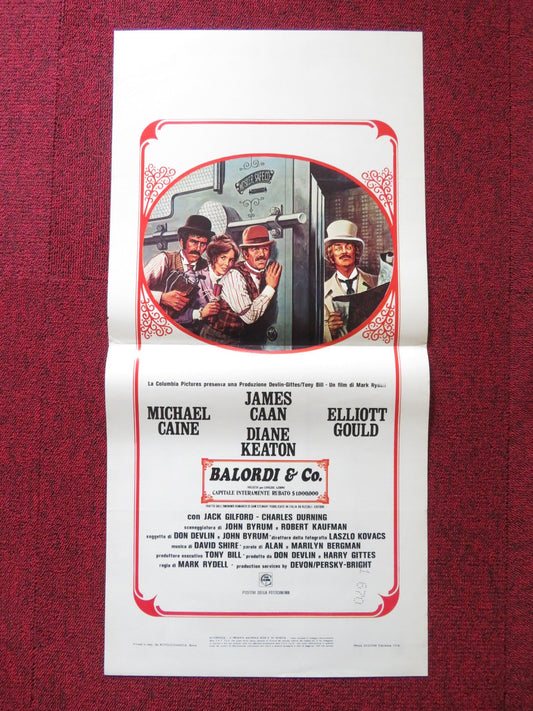 La Columbia Pictures presenta una Produzione Devlin-Gittes/Tony Bill - Un film di Mark Rydell
JAMES
CAAN
MICHAEL
CAINE
ELLIOTT
GOULD
DIANE
KEATON
BALORDI & Co.
CAPITALE INTERAMENTE RUBATO $ 1.000.000
con JACK GILFORD - CHARLES DURNING
sceneggiatura di JOHN BYRUM e ROBERT KAUFMAN
soggetto di DON DEVLIN e JOHN BYRUM direttore della fotografia LASZLO KOVACS
musica di DAVID SHIRE parole di ALAN e MARILYN BERGMAN
produttore esecutivo TONY BILL prodotto da DON DEVLIN e HARRY GITTES
regia di MARK RYDELL - production services by DEVON/PERSKY-BRIGHT
POSITIVI DELLA FOTOCINEMA